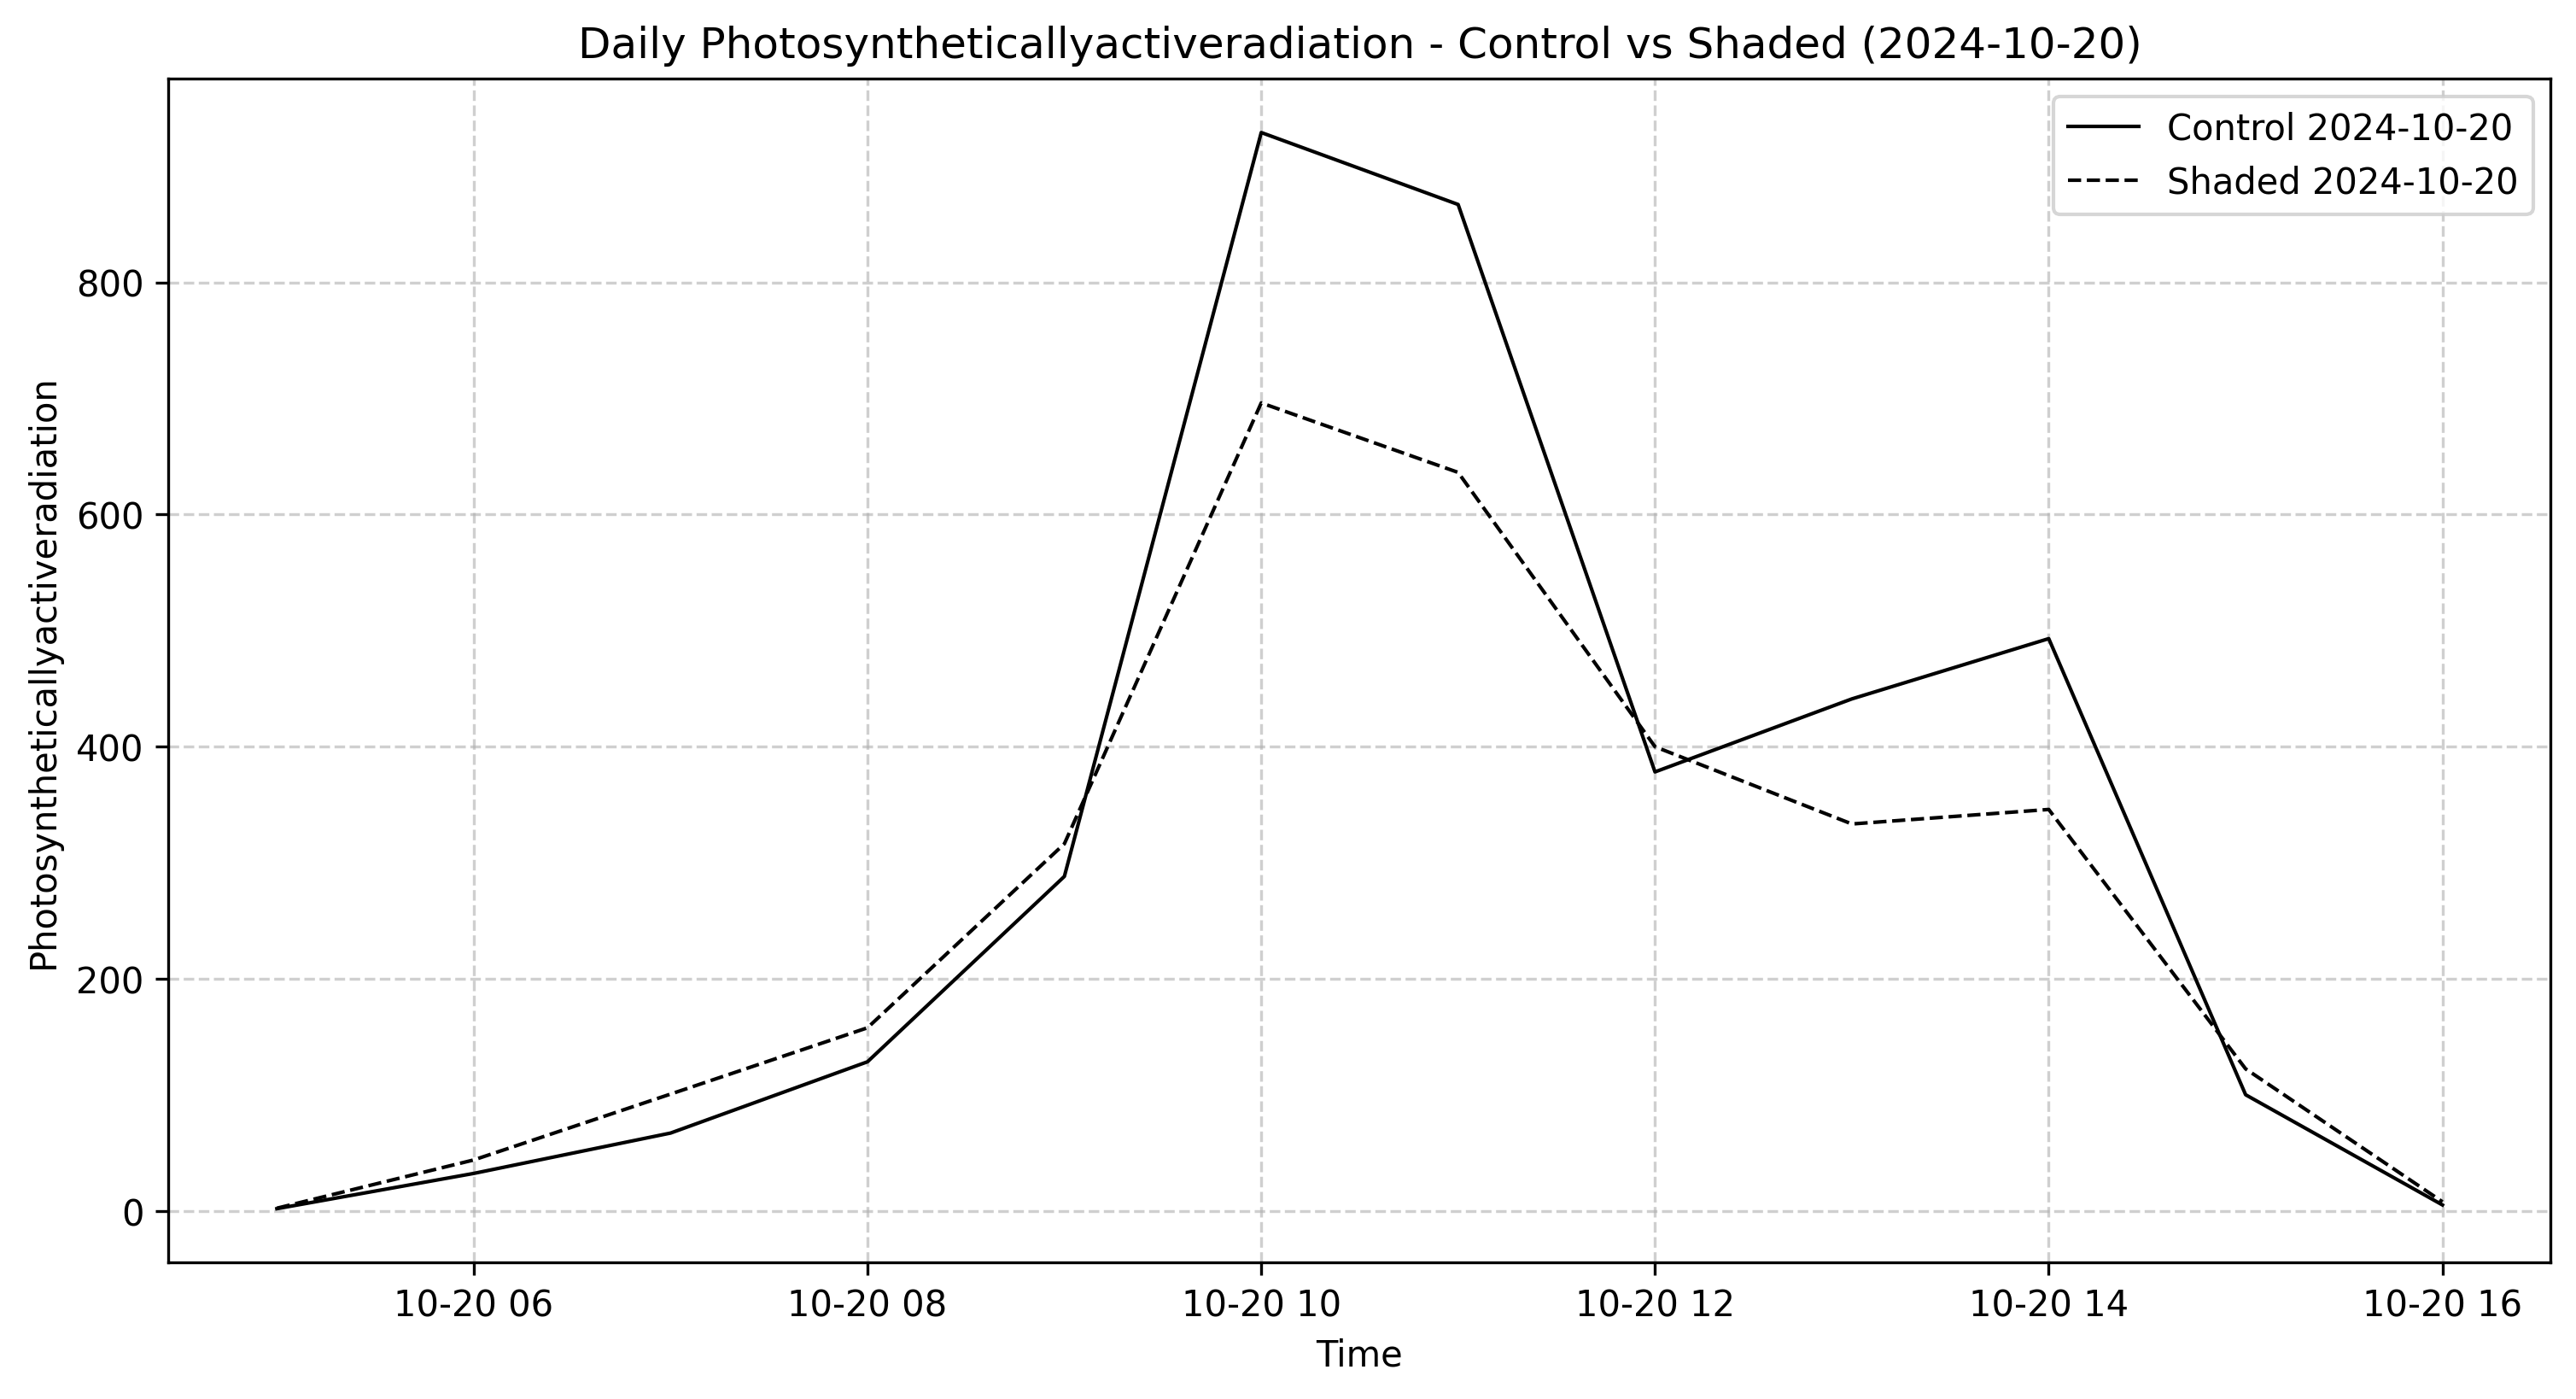 Daily Photosyntheticallyactiveradiation - Control vs Shaded (2024-10-20)
Control 2024-10-20
Shaded 2024-10-20
Photosyntheticallyactiveradiation
800
600
400
200
0
10-20 06
10-20 08
10-20 10
10-20 12
10-20 14
10-20 16
Time